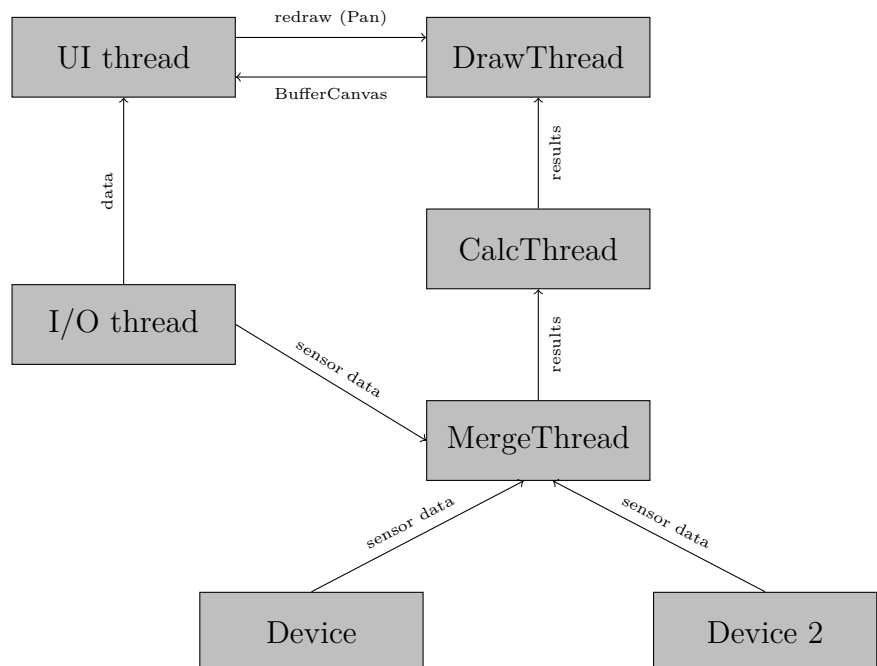 redraw (Pan)
UI thread
DrawThread
BufferCanvas
data
results
CalcThread
I/O thread
sensor data
results
MergeThread
sensor data
sensor data
Device
Device 2